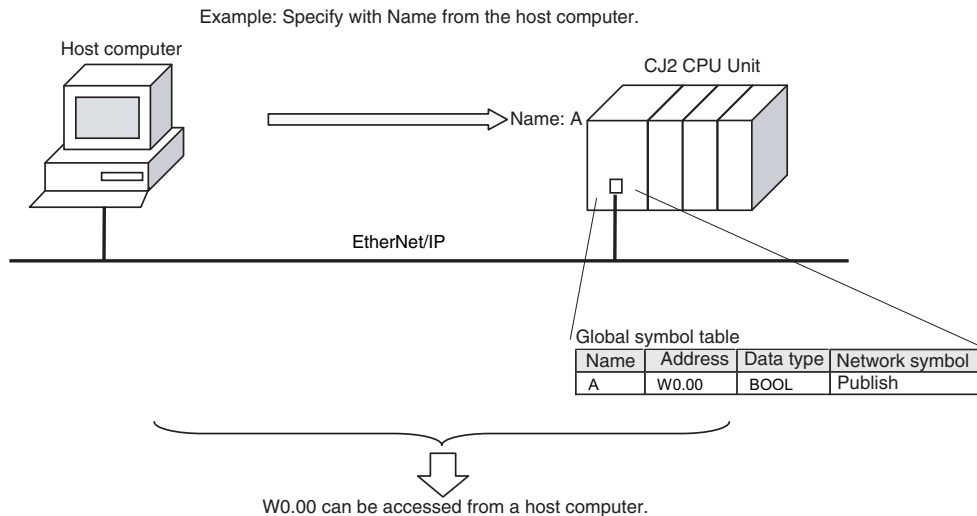 Example: Specify with Name from the host computer.
Host computer
CJ2 CPU Unit
Name: A
EtherNet/IP
Global symbol table
Name Address Data type Network symbol
A W0.00 BOOL Publish
W0.00 can be accessed from a host computer.